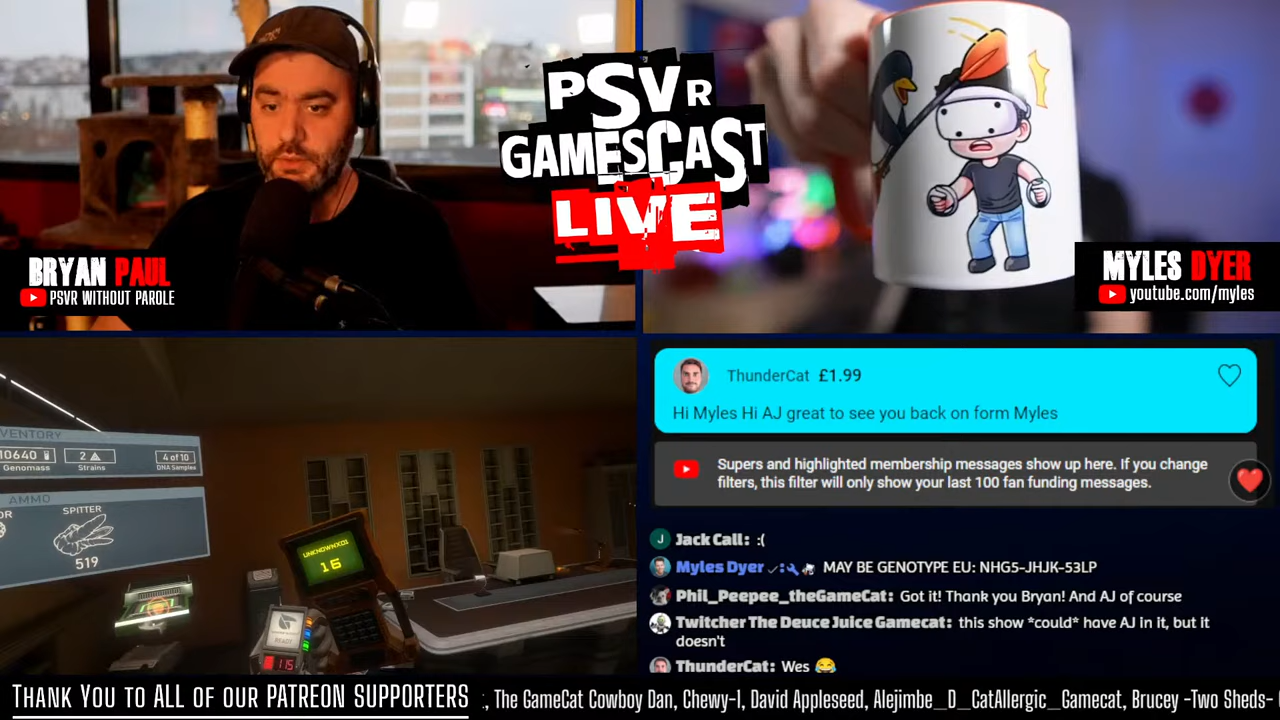 PSVR
GAMESCAST
LIVE
BRYAN PAUL
PSVR WITHOUT PAROLE
MYLES DYER
youtube.com/myles
VENTORY
10640
Genomass
2
Strains
4 of 10
DNA Samples
AMMO
OR
SPITTER
519
UNKNOWNX01
16
READY
115
ThunderCat £1.99
Hi Myles Hi AJ great to see you back on form Myles
Supers and highlighted membership messages show up here. If you change
filters, this filter will only show your last 100 fan funding messages.
J Jack Call: :(
Myles Dyer MAY BE GENOTYPE EU: NHG5-JHJK-53LP
Phil_Peepee_theGameCat: Got it! Thank you Bryan! And AJ of course
Twitcher The Deuce Juice Gamecat: this show *could* have AJ in it, but it
doesn't
ThunderCat: Wes 😂
THANK YOU TO ALL OF OUR PATREON SUPPORTERS
, The GameCat Cowboy Dan, Chewy-1, David Appleseed, Alejimbe_D_CatAllergic_Gamecat, Brucey -Two Sheds-